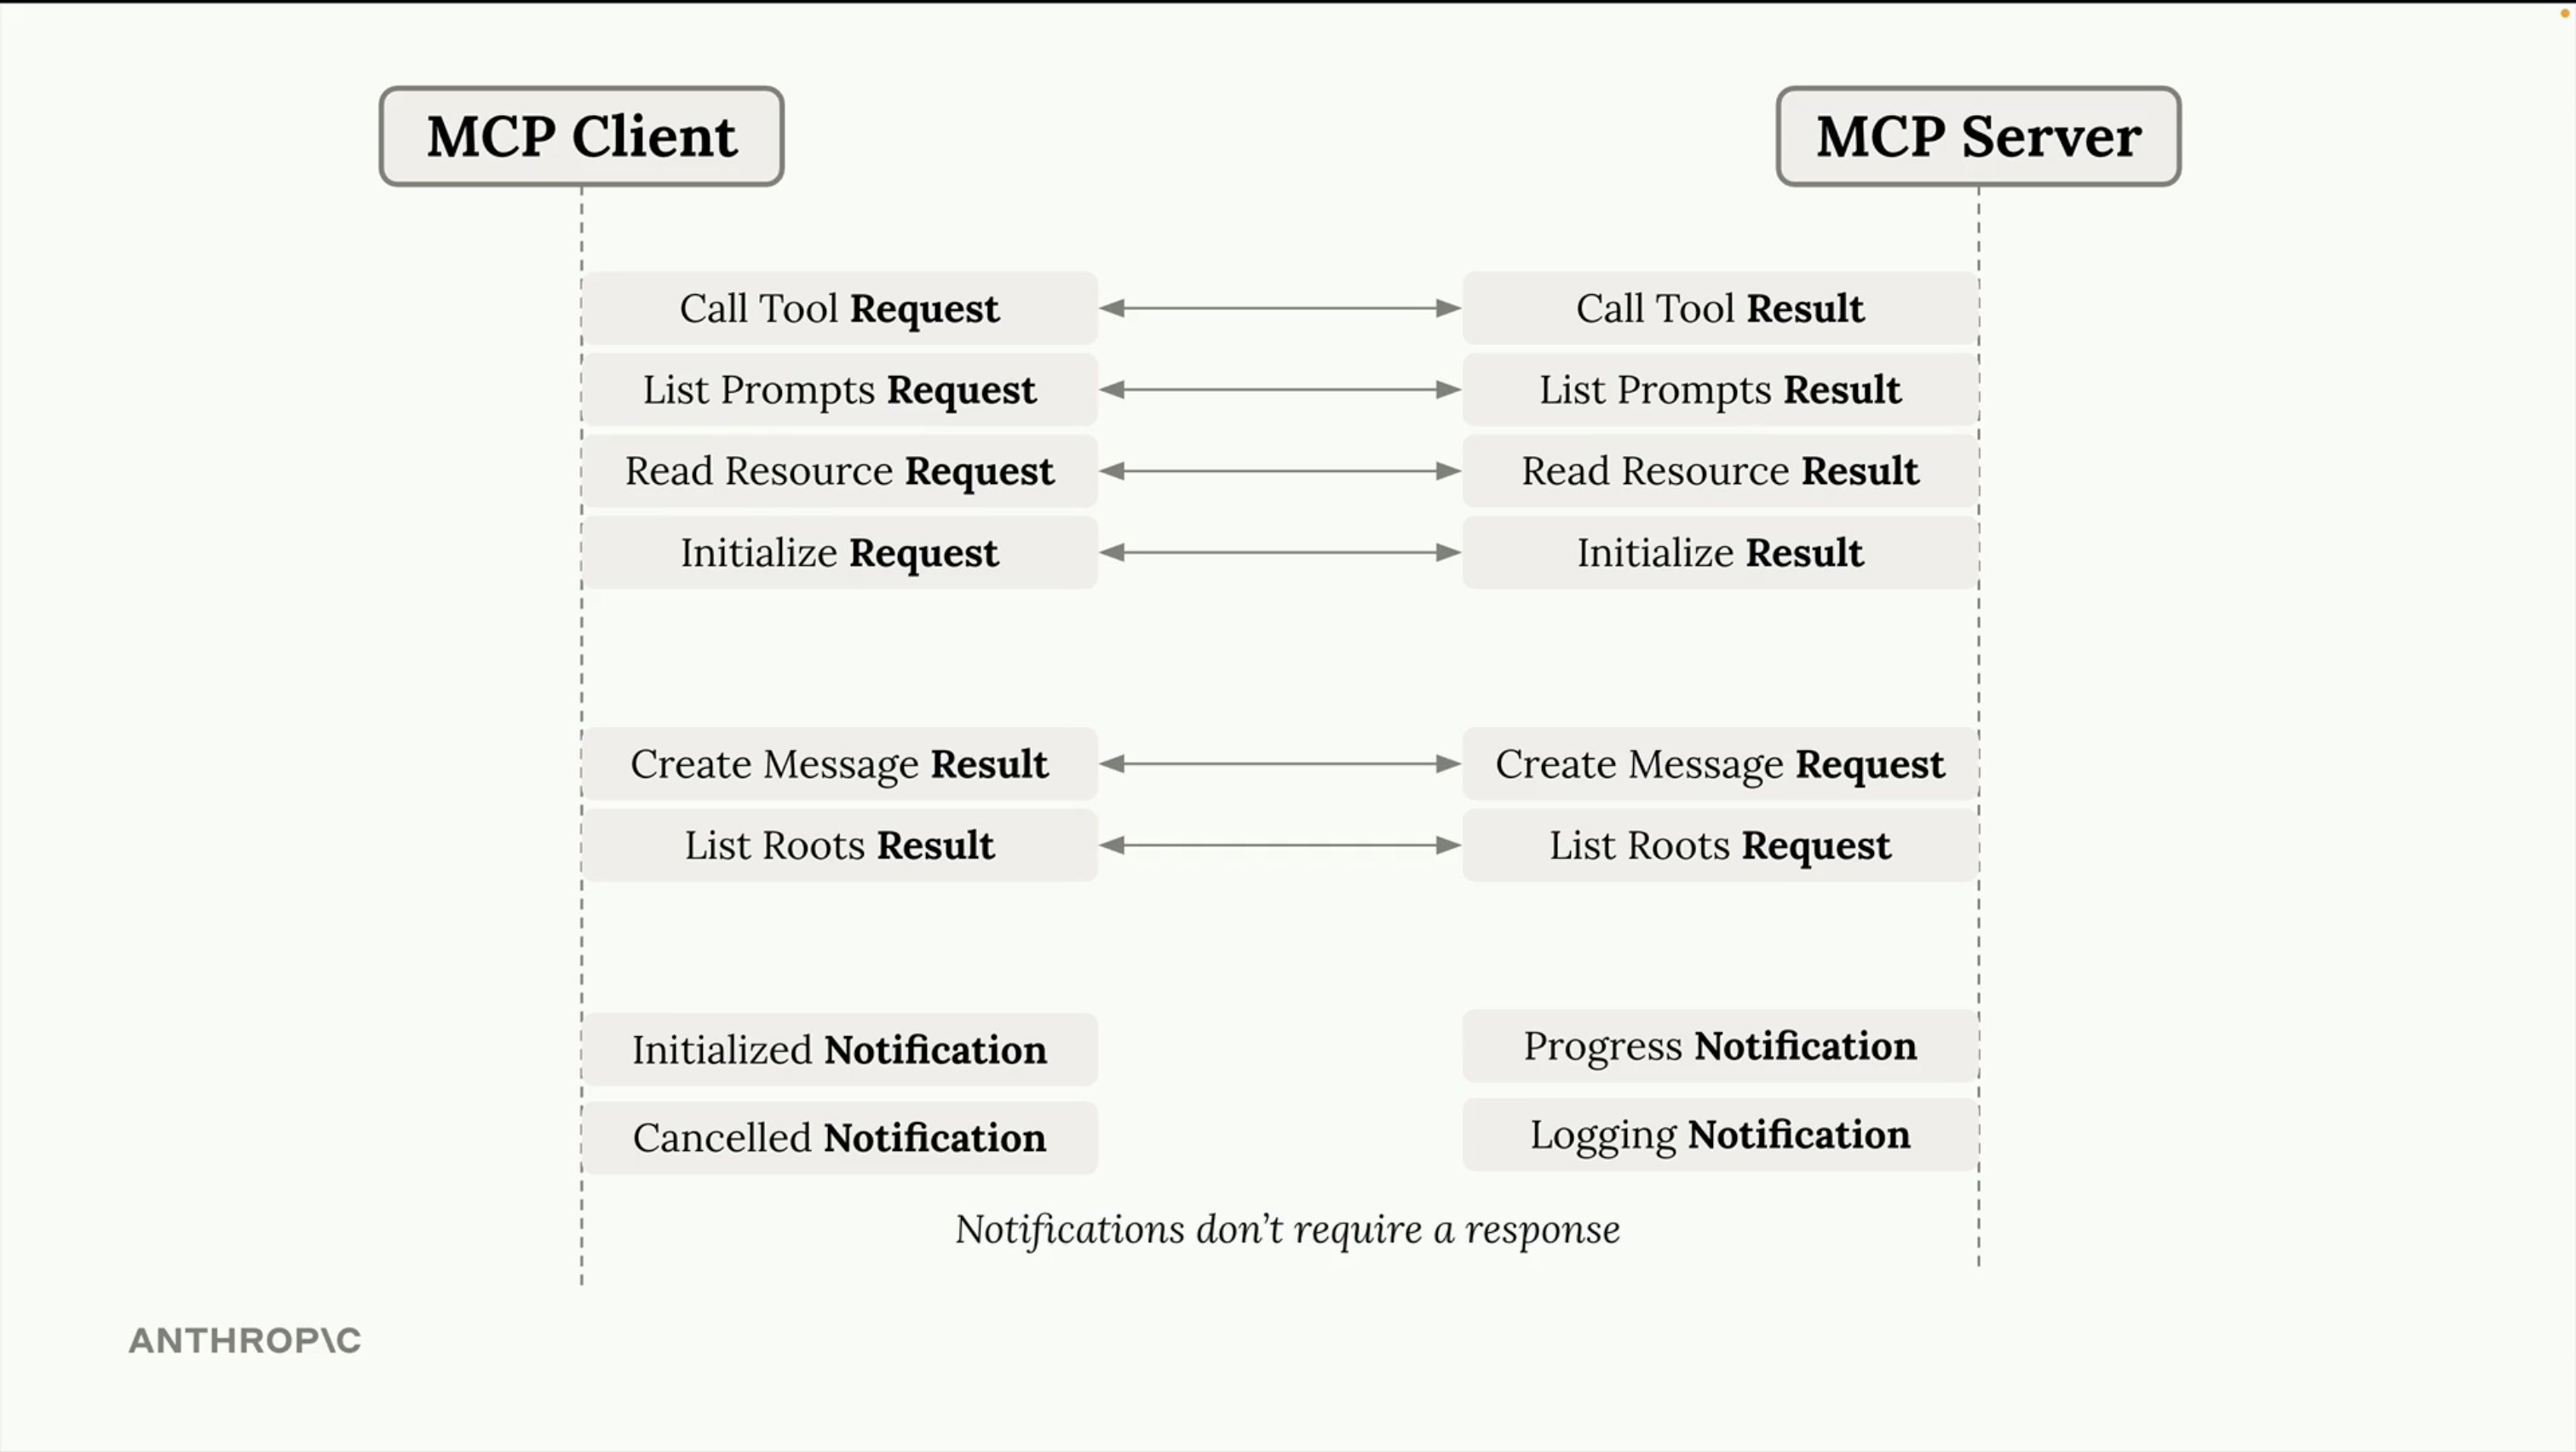 MCP Client
MCP Server
Call Tool Request
Call Tool Result
List Prompts Request
List Prompts Result
Read Resource Request
Read Resource Result
Initialize Request
Initialize Result
Create Message Result
Create Message Request
List Roots Result
List Roots Request
Initialized Notification
Progress Notification
Cancelled Notification
Logging Notification
Notifications don’t require a response
ANTHROP\C